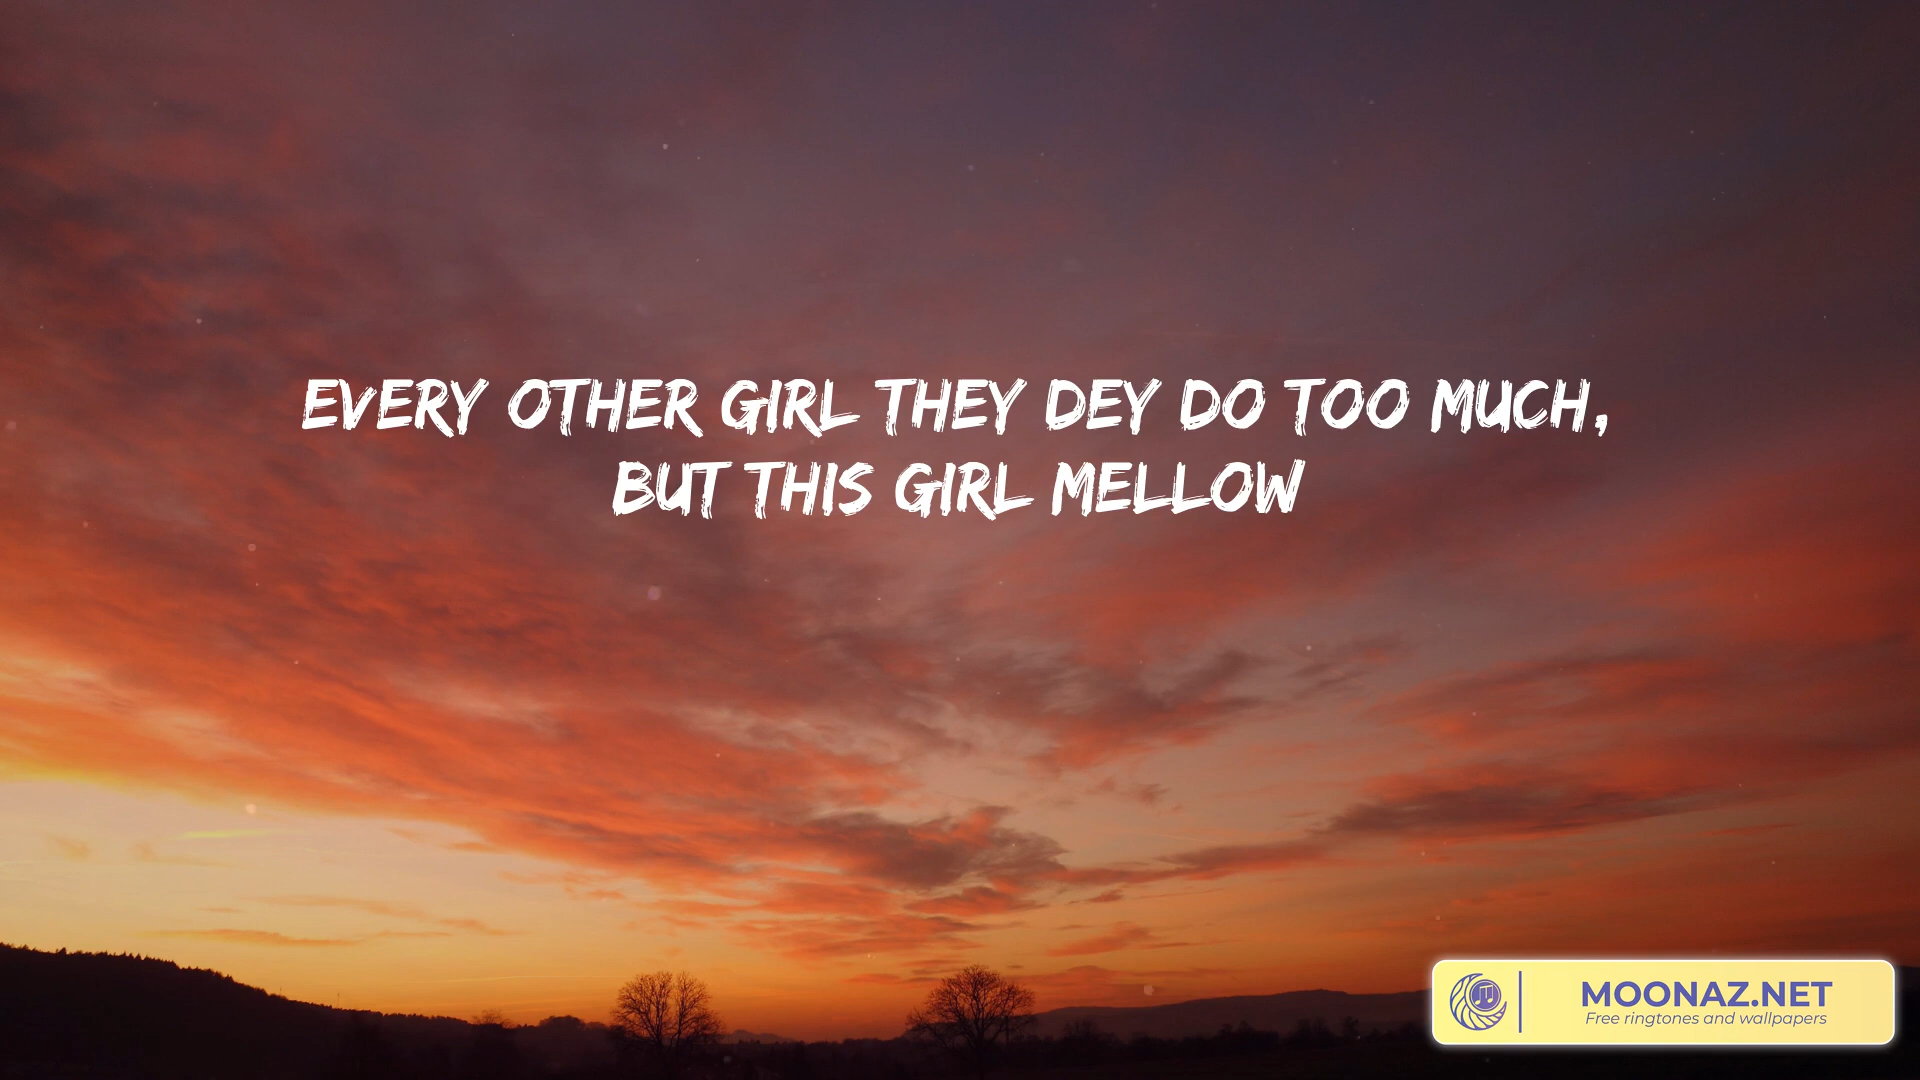 EVERY OTHER GIRL THEY DEY DO TOO MUCH,
BUT THIS GIRL MELLOW
MOONAZ.NET
Free ringtones and wallpapers